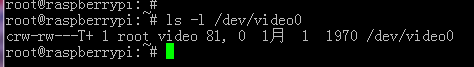 root@raspberrypi:~#
root@raspberrypi:~# ls -l /dev/video0
crw-rw---T+ 1 root video 81, 0 1月 1 1970 /dev/video0
root@raspberrypi:~#